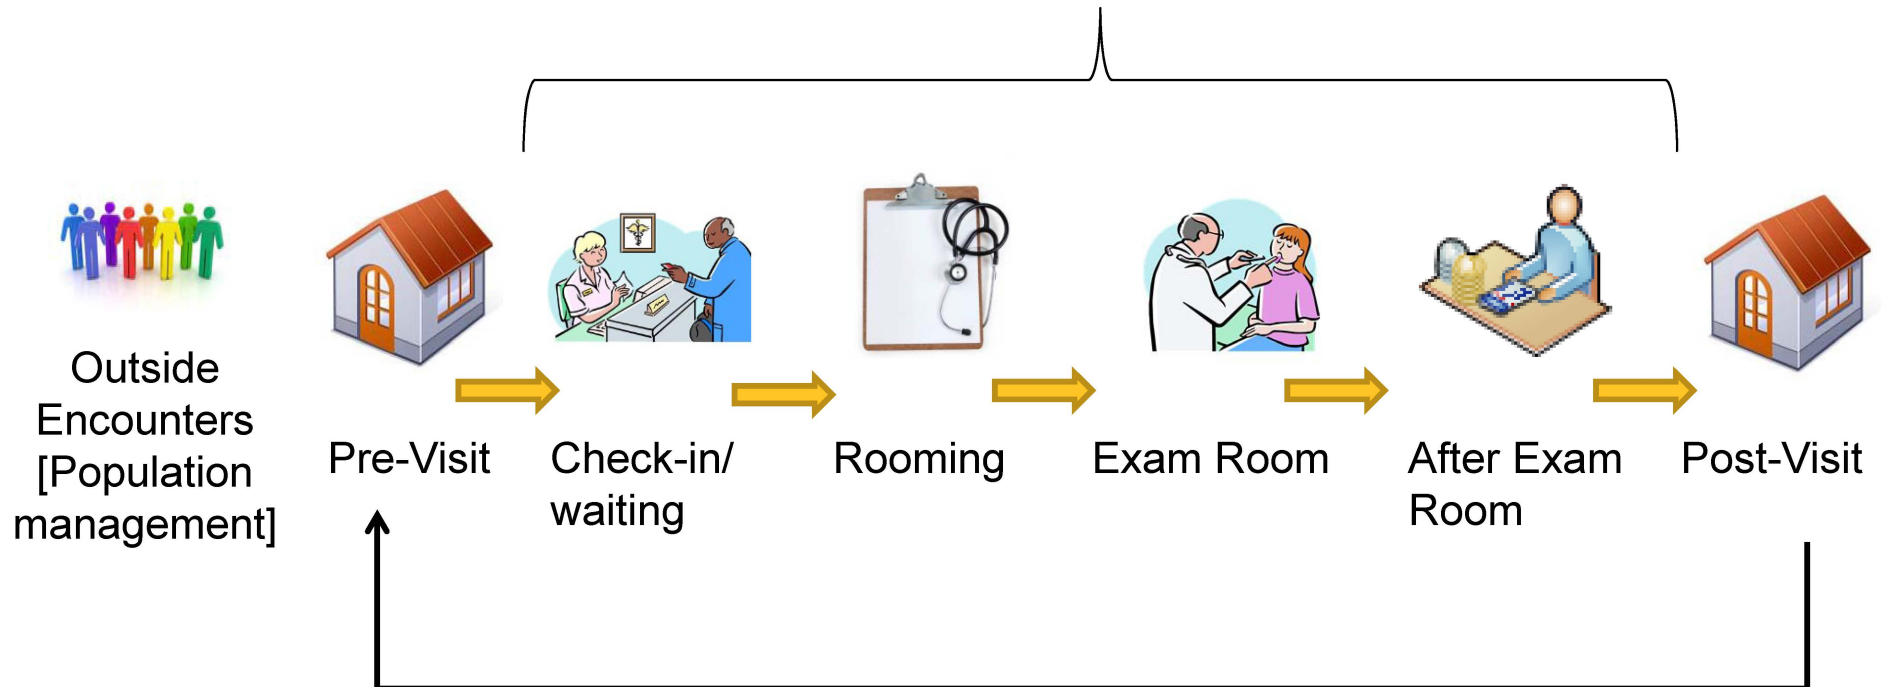 Outside
Encounters
[Population
management]
Pre-Visit
Check-in/
waiting
Rooming
Exam Room
After Exam
Room
Post-Visit